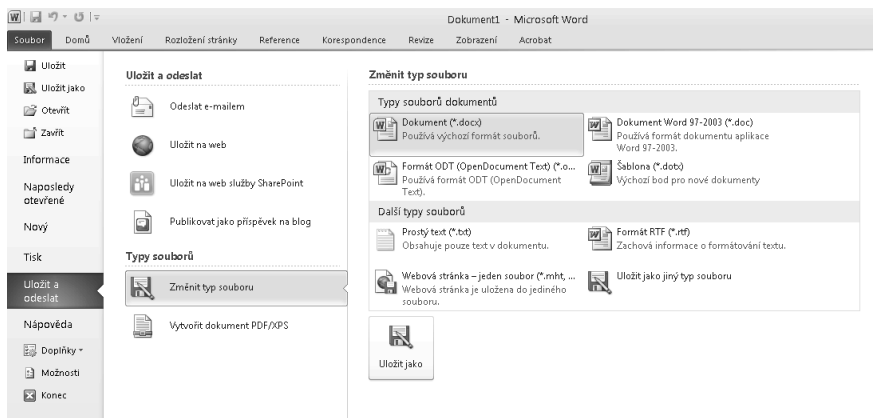 Dokument1 - Microsoft Word
Soubor Domů Vložení Rozložení stránky Reference Korespondence Revize Zobrazení Acrobat
Uložit
Uložit jako
Otevřít
Zavřít
Informace
Naposledy
otevřené
Nový
Tisk
Uložit a
odeslat
Nápověda
Doplňky
Možnosti
Konec
Uložit a odeslat
Odeslat e-mailem
Uložit na web
Uložit na web služby SharePoint
Publikovat jako příspěvek na blog
Typy souborů
Změnit typ souboru
Vytvořit dokument PDF/XPS
Změnit typ souboru
Typy souborů dokumentů
Dokument (*.docx)
Používá výchozí formát souborů.
Dokument Word 97-2003 (*.doc)
Používá formát dokumentu aplikace
Word 97-2003.
Formát ODT (OpenDocument Text) (*.o...
Používá formát ODT (OpenDocument
Text).
Šablona (*.dotx)
Výchozí bod pro nové dokumenty
Další typy souborů
Prostý text (*.txt)
Obsahuje pouze text v dokumentu.
Formát RTF (*.rtf)
Zachová informace o formátování textu.
Webová stránka – jeden soubor (*.mht, ...
Webová stránka je uložena do jediného
souboru.
Uložit jako jiný typ souboru
Uložit jako